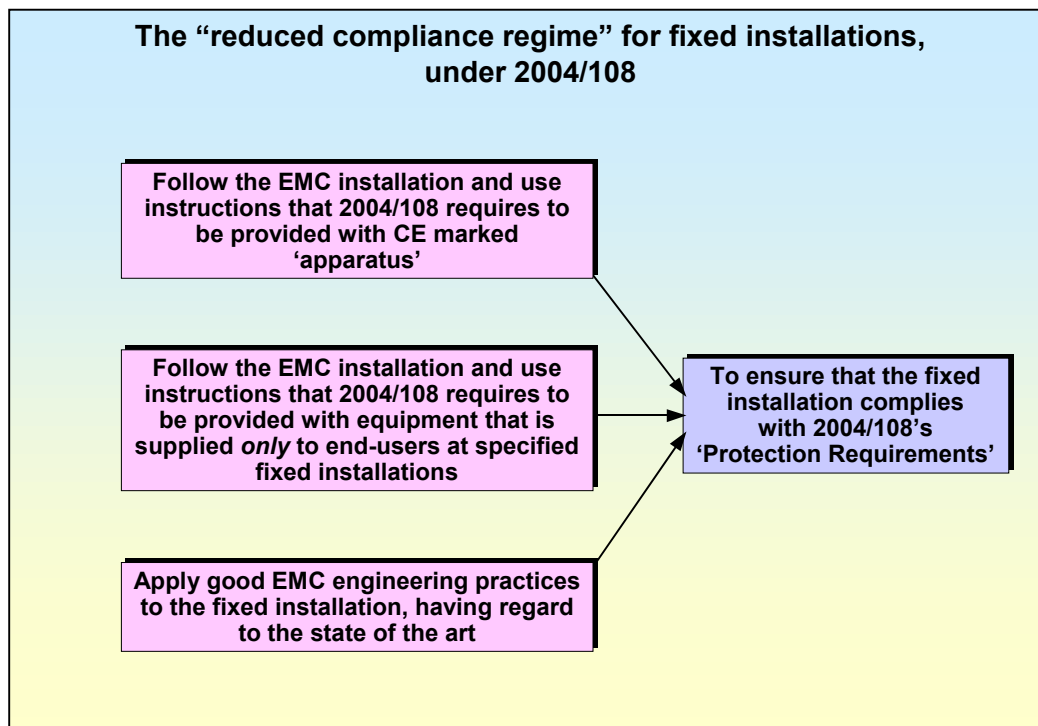 The “reduced compliance regime” for fixed installations,
under 2004/108
Follow the EMC installation and use
instructions that 2004/108 requires to
be provided with CE marked
‘apparatus’
Follow the EMC installation and use
instructions that 2004/108 requires to
be provided with equipment that is
supplied only to end-users at specified
fixed installations
Apply good EMC engineering practices
to the fixed installation, having regard
to the state of the art
To ensure that the fixed
installation complies
with 2004/108’s
‘Protection Requirements’